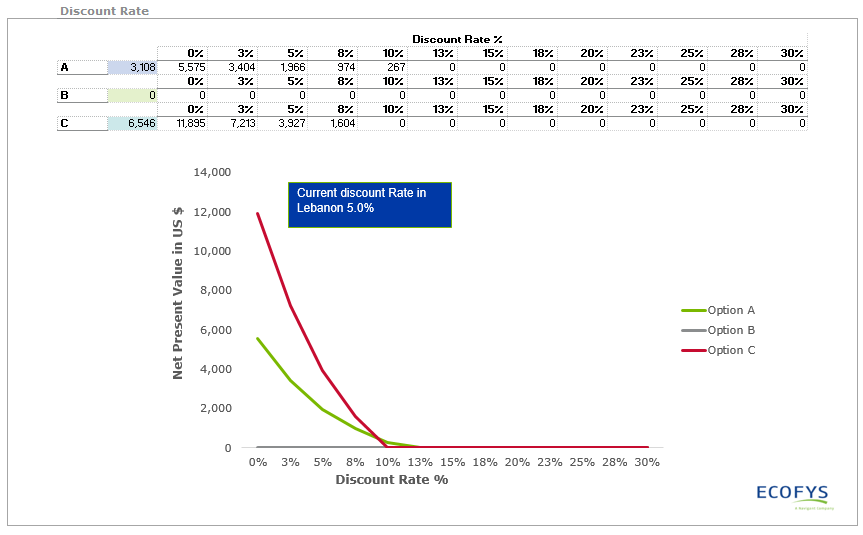 Discount Rate
Discount Rate %
0% 3% 5% 8% 10% 13% 15% 18% 20% 23% 25% 28% 30%
A 3,108 5,575 3,404 1,966 974 267 0 0 0 0 0 0 0 0
0% 3% 5% 8% 10% 13% 15% 18% 20% 23% 25% 28% 30%
B 0 0 0 0 0 0 0 0 0 0 0 0 0 0
0% 3% 5% 8% 10% 13% 15% 18% 20% 23% 25% 28% 30%
C 6,546 11,895 7,213 3,927 1,604 0 0 0 0 0 0 0 0 0
14,000
12,000
10,000
8,000
6,000
4,000
2,000
0
Net Present Value in US $
Current discount Rate in
Lebanon 5.0%
Option A
Option B
Option C
0% 3% 5% 8% 10% 13% 15% 18% 20% 23% 25% 28% 30%
Discount Rate %
ECOFYS
A Navigant company